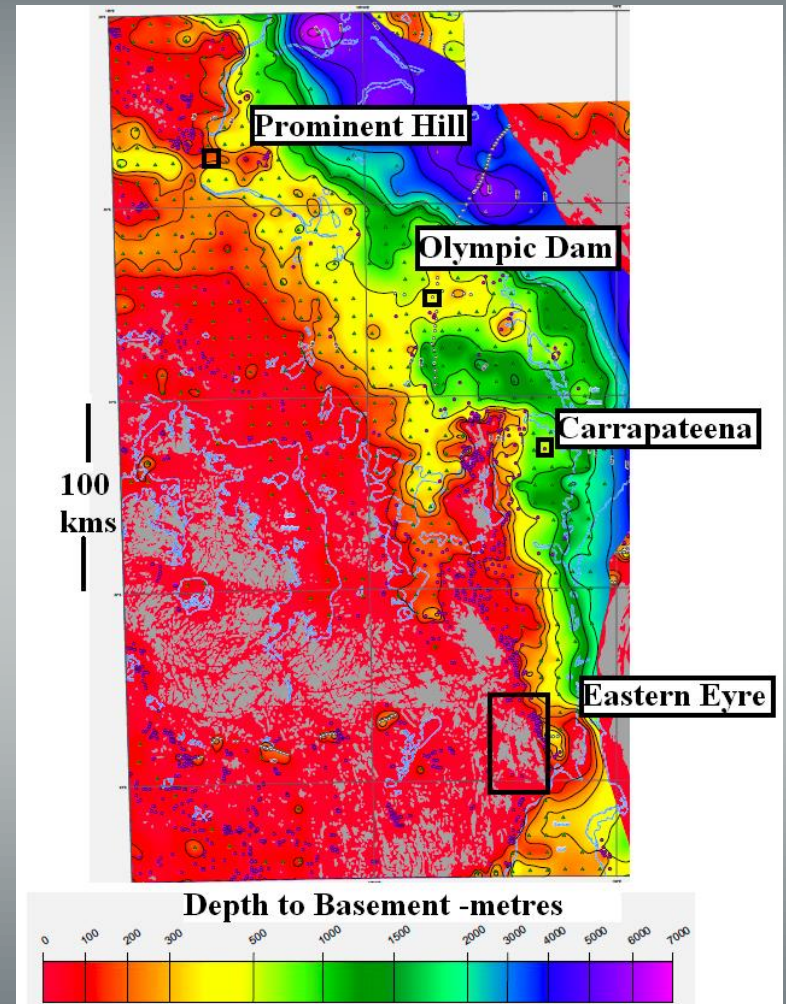 Prominent Hill
Olympic Dam
Carrapateena
100
kms
Eastern Eyre
Depth to Basement -metres
0 100 200 300 500 1000 1500 2000 3000 4000 5000 6000 7000